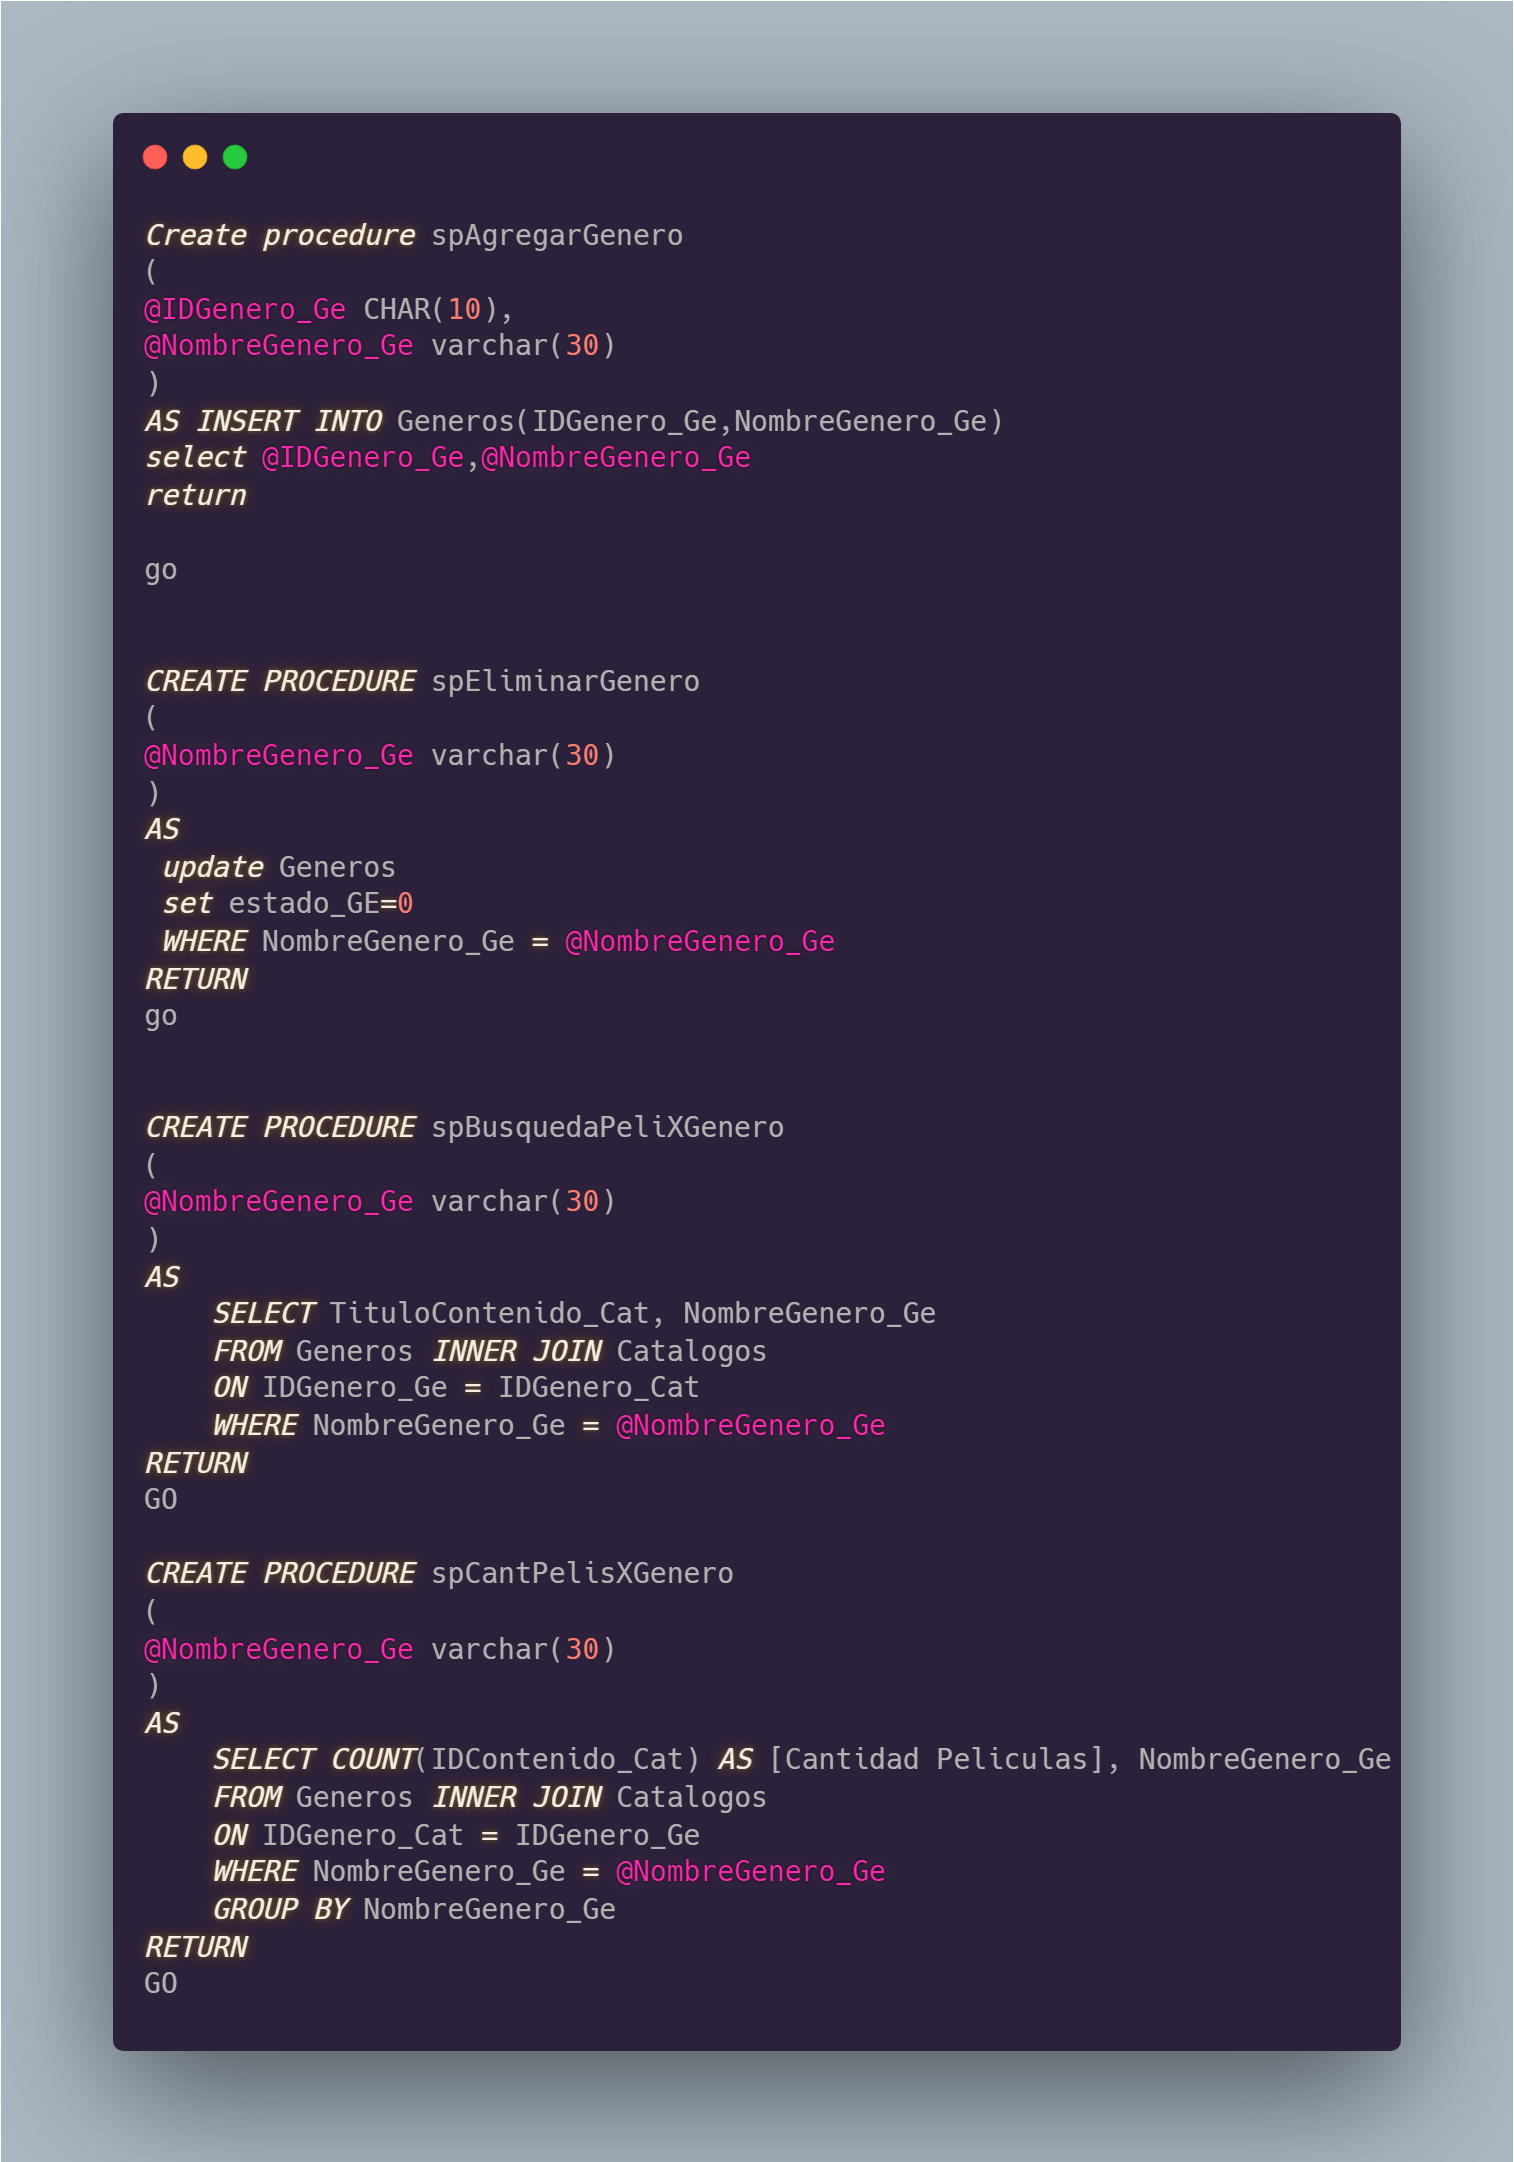 Create procedure spAgregarGenero
(
@IDGenero_Ge CHAR(10),
@NombreGenero_Ge varchar(30)
)
AS INSERT INTO Generos(IDGenero_Ge,NombreGenero_Ge)
select @IDGenero_Ge,@NombreGenero_Ge
return
go
CREATE PROCEDURE spEliminarGenero
(
@NombreGenero_Ge varchar(30)
)
AS
 update Generos
 set estado_GE=0
 WHERE NombreGenero_Ge = @NombreGenero_Ge
RETURN
go
CREATE PROCEDURE spBusquedaPeliXGenero
(
@NombreGenero_Ge varchar(30)
)
AS
    SELECT TituloContenido_Cat, NombreGenero_Ge
    FROM Generos INNER JOIN Catalogos
    ON IDGenero_Ge = IDGenero_Cat
    WHERE NombreGenero_Ge = @NombreGenero_Ge
RETURN
GO
CREATE PROCEDURE spCantPelisXGenero
(
@NombreGenero_Ge varchar(30)
)
AS
    SELECT COUNT(IDContenido_Cat) AS [Cantidad Peliculas], NombreGenero_Ge
    FROM Generos INNER JOIN Catalogos
    ON IDGenero_Cat = IDGenero_Ge
    WHERE NombreGenero_Ge = @NombreGenero_Ge
    GROUP BY NombreGenero_Ge
RETURN
GO